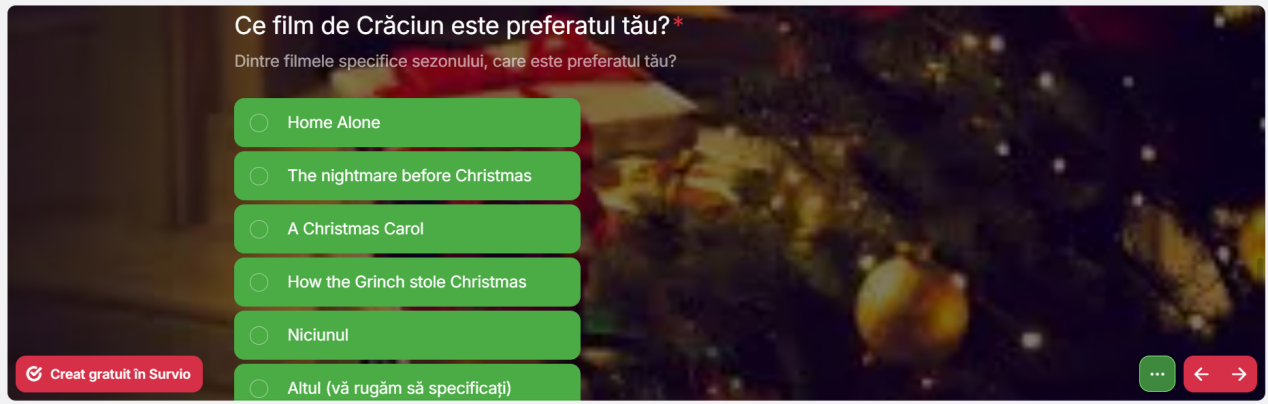 Ce film de Crăciun este preferatul tău?*
Dintre filmele specifice sezonului, care este preferatul tău?
Home Alone
The nightmare before Christmas
A Christmas Carol
How the Grinch stole Christmas
Niciunul
Altul (vă rugăm să specificați)
Creat gratuit în Survio